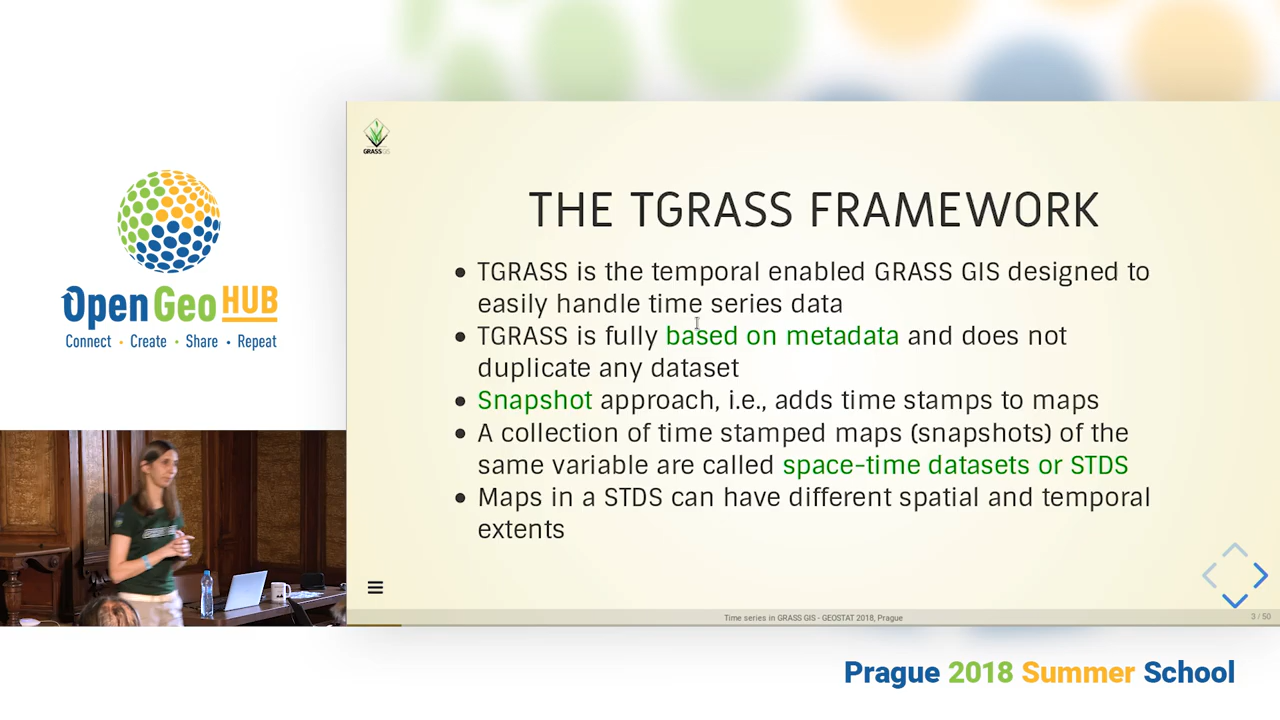 GRASS GIS
THE TGRASS FRAMEWORK
• TGRASS is the temporal enabled GRASS GIS designed to
easily handle time series data
• TGRASS is fully based on metadata and does not
duplicate any dataset
• Snapshot approach, i.e., adds time stamps to maps
• A collection of time stamped maps (snapshots) of the
same variable are called space-time datasets or STDS
• Maps in a STDS can have different spatial and temporal
extents
Time series in GRASS GIS - GEOSTAT 2018, Prague
3 / 50
Open Geo HUB
Connect • Create • Share • Repeat
Prague 2018 Summer School